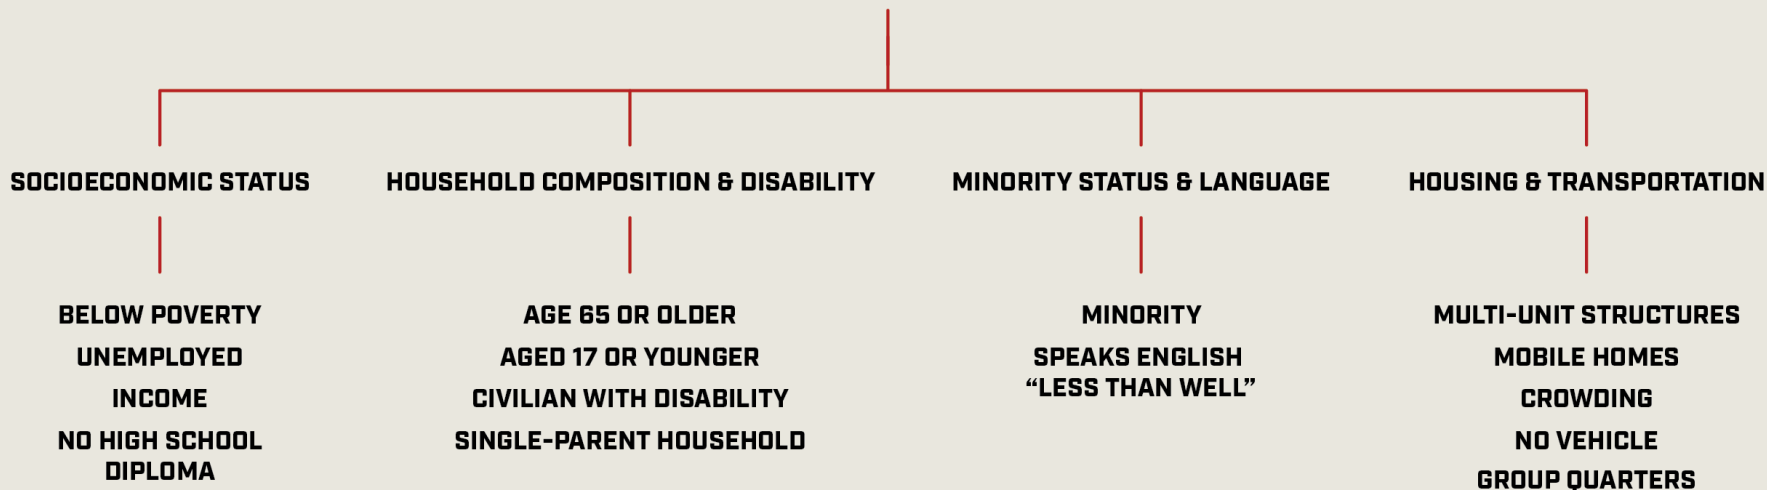 SOCIOECONOMIC STATUS
HOUSEHOLD COMPOSITION & DISABILITY
MINORITY STATUS & LANGUAGE
HOUSING & TRANSPORTATION
BELOW POVERTY
UNEMPLOYED
INCOME
NO HIGH SCHOOL
DIPLOMA
AGE 65 OR OLDER
AGED 17 OR YOUNGER
CIVILIAN WITH DISABILITY
SINGLE-PARENT HOUSEHOLD
MINORITY
SPEAKS ENGLISH
“LESS THAN WELL”
MULTI-UNIT STRUCTURES
MOBILE HOMES
CROWDING
NO VEHICLE
GROUP QUARTERS